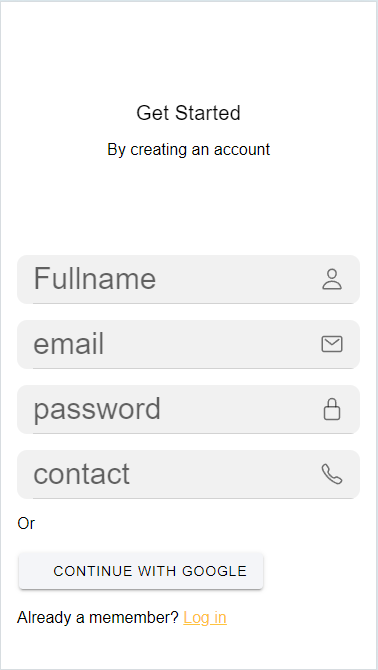 Get Started
By creating an account
Fullname
email
password
contact
Or
CONTINUE WITH GOOGLE
Already a memember? Log in